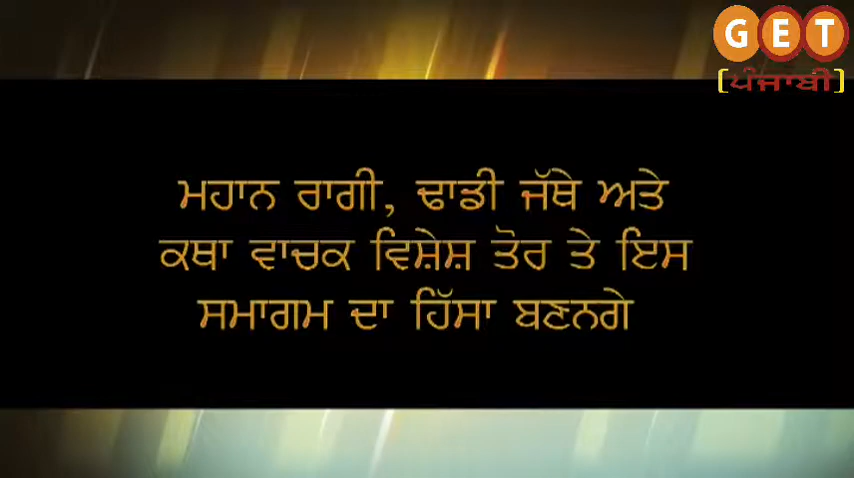 GET
[ਪੰਜਾਬੀ]
ਮਹਾਨ ਰਾਗੀ, ਢਾਡੀ ਜੱਥੇ ਅਤੇ
ਕਥਾ ਵਾਚਕ ਵਿਸ਼ੇਸ਼ ਤੋਰ ਤੇ ਇਸ
ਸਮਾਗਮ ਦਾ ਹਿੱਸਾ ਬਣਨਗੇ